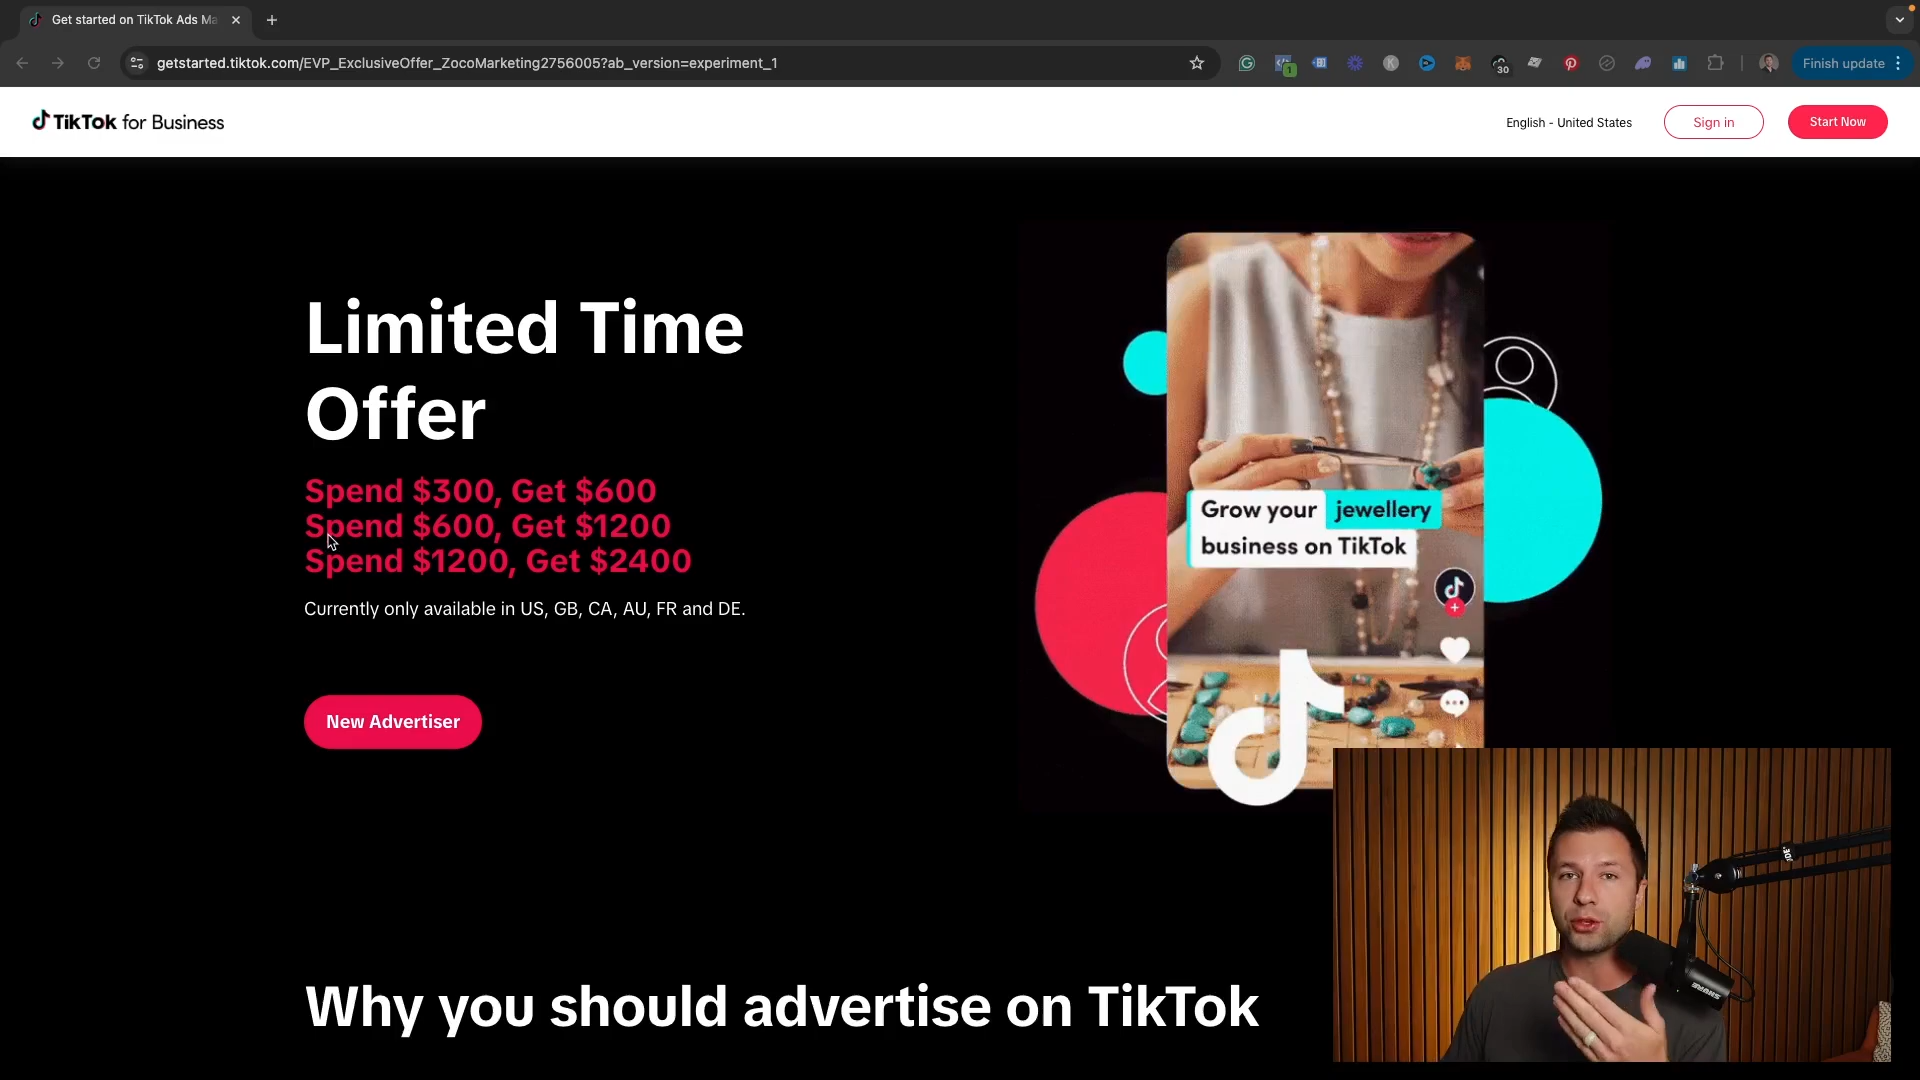 Get started on TikTok Ads Ma
getstarted.tiktok.com/EVP_ExclusiveOffer_ZocoMarketing2756005?ab_version=experiment_1
1
30
Finish update
TikTok for Business
English - United States
Sign in
Start Now
Limited Time
Offer
Spend $300, Get $600
Spend $600, Get $1200
Spend $1200, Get $2400
Currently only available in US, GB, CA, AU, FR and DE.
New Advertiser
Grow your jewellery
business on TikTok
Why you should advertise on TikTok